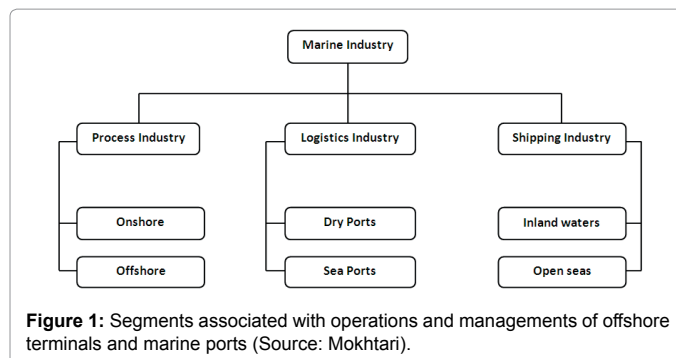 Marine Industry
Process Industry
Logistics Industry
Shipping Industry
Onshore
Dry Ports
Inland waters
Offshore
Sea Ports
Open seas
Figure 1: Segments associated with operations and managements of offshore
terminals and marine ports (Source: Mokhtari).